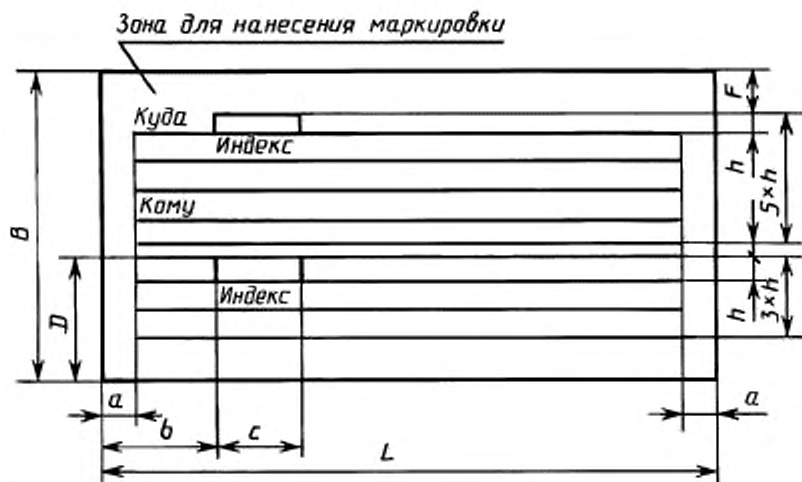 Зона для нанесения маркировки
Куда
Индекс
Кому
Индекс
B
D
F
h
5×h
h
3×h
a
b
c
L
a